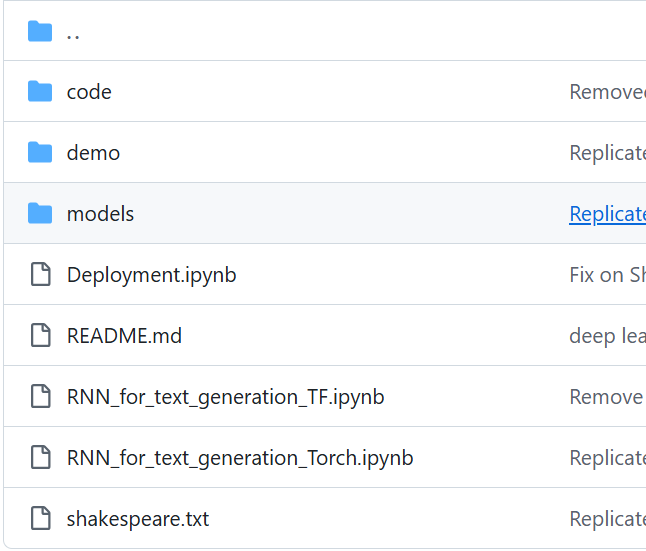 ..
code Removed
demo Replicate
models Replicate
Deployment.ipynb Fix on Sh
README.md deep lea
RNN_for_text_generation_TF.ipynb Remove
RNN_for_text_generation_Torch.ipynb Replicate
shakespeare.txt Replicate